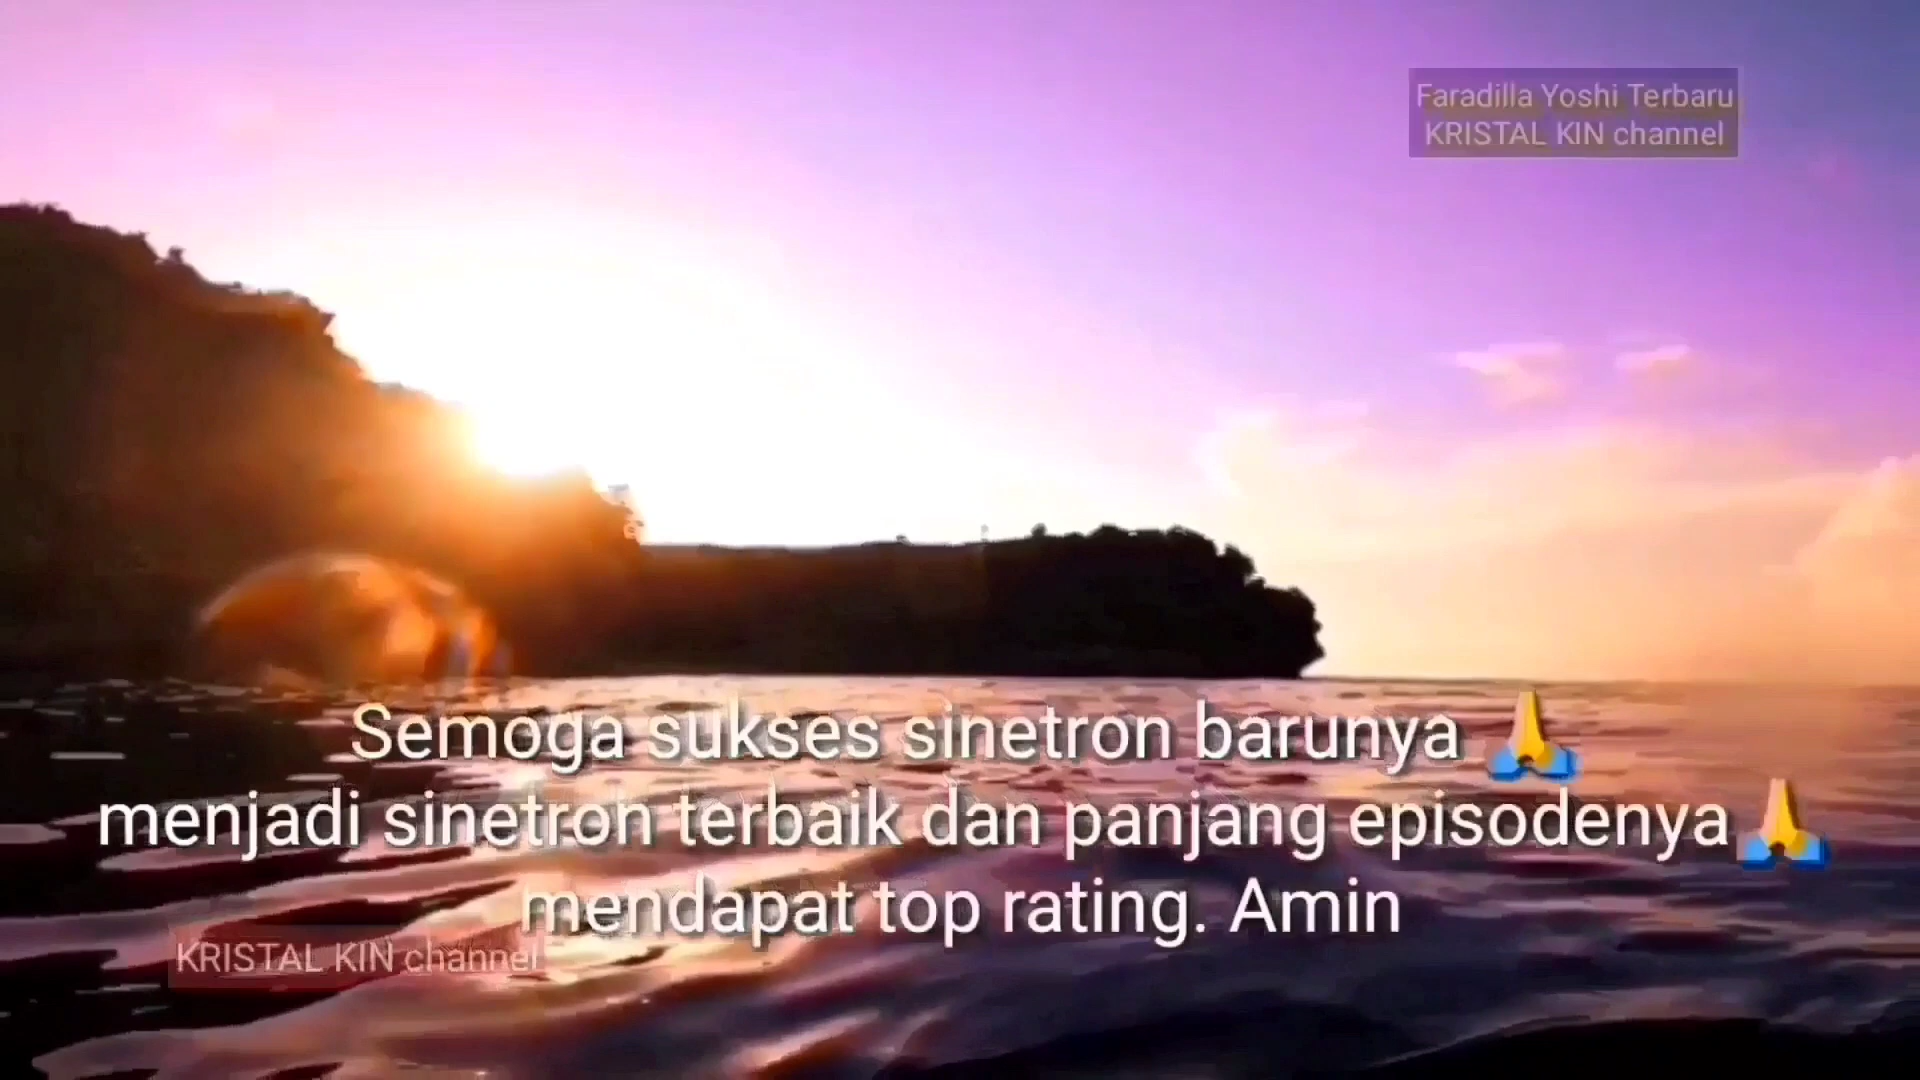 Faradilla Yoshi Terbaru
KRISTAL KIN channel
Semoga sukses sinetron barunya 🙏
menjadi sinetron terbaik dan panjang episodenya🙏
mendapat top rating. Amin
KRISTAL KIN channel